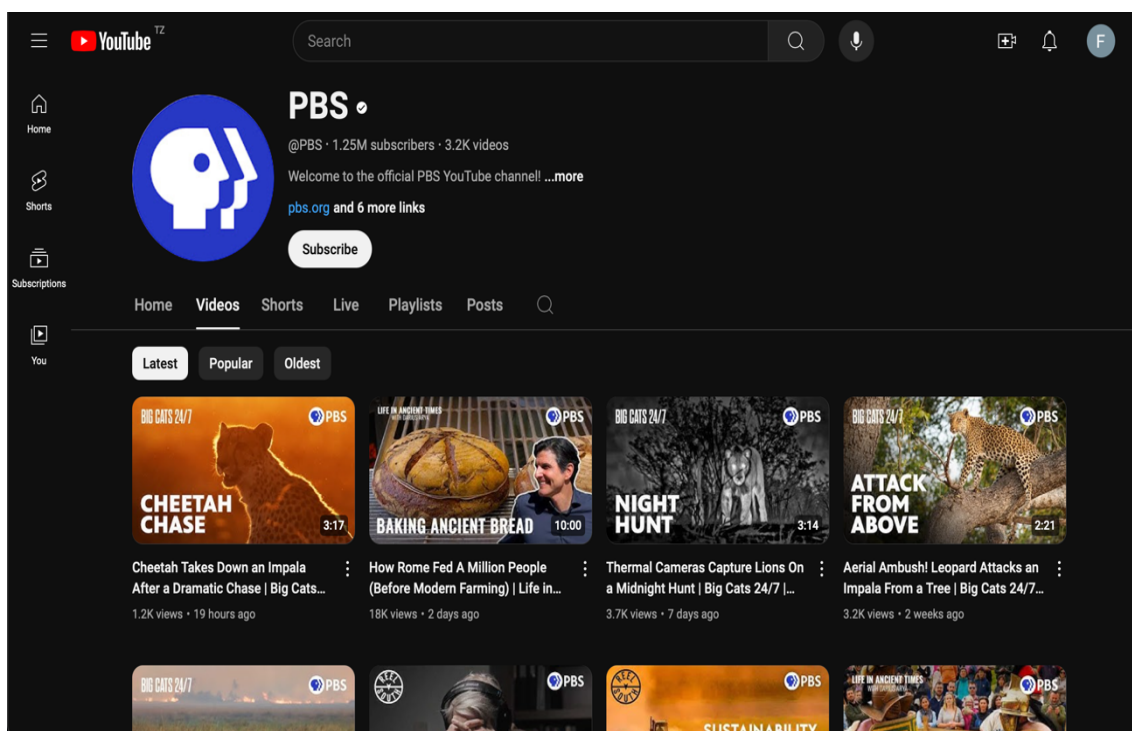 YouTube TZ
Search
F
Home
Shorts
Subscriptions
You
PBS
@PBS · 1.25M subscribers · 3.2K videos
Welcome to the official PBS YouTube channel! ...more
pbs.org and 6 more links
Subscribe
Home Videos Shorts Live Playlists Posts
Latest Popular Oldest
BIG CATS 24/7 PBS
CHEETAH
CHASE
3:17
LIFE IN ANCIENT TIMES PBS
BAKING ANCIENT BREAD 10:00
BIG CATS 24/7 PBS
NIGHT
HUNT
3:14
BIG CATS 24/7 PBS
ATTACK
FROM
ABOVE
2:21
Cheetah Takes Down an Impala
After a Dramatic Chase | Big Cats...
1.2K views • 19 hours ago
How Rome Fed A Million People
(Before Modern Farming) | Life in...
18K views • 2 days ago
Thermal Cameras Capture Lions On
a Midnight Hunt | Big Cats 24/7 |...
3.7K views • 7 days ago
Aerial Ambush! Leopard Attacks an
Impala From a Tree | Big Cats 24/7...
3.2K views • 2 weeks ago
BIG CATS 24/7 PBS
REEL SOUTH PBS
REEL SOUTH PBS
SUSTAINABILITY
LIFE IN ANCIENT TIMES PBS